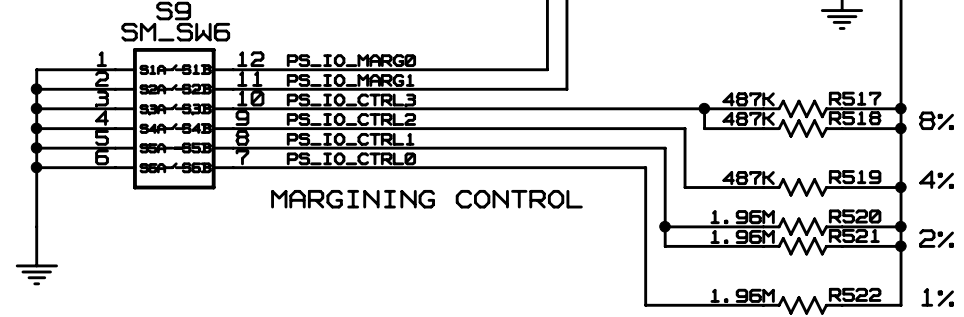 S9
SM_SW6
1 S1A S1B 12 PS_IO_MARG0
2 S2A S2B 11 PS_IO_MARG1
3 S3A S3B 10 PS_IO_CTRL3
4 S4A S4B 9 PS_IO_CTRL2
5 S5A S5B 8 PS_IO_CTRL1
6 S6A S6B 7 PS_IO_CTRL0
MARGINING CONTROL
487K R517
487K R518 8%
487K R519 4%
1.96M R520
1.96M R521 2%
1.96M R522 1%